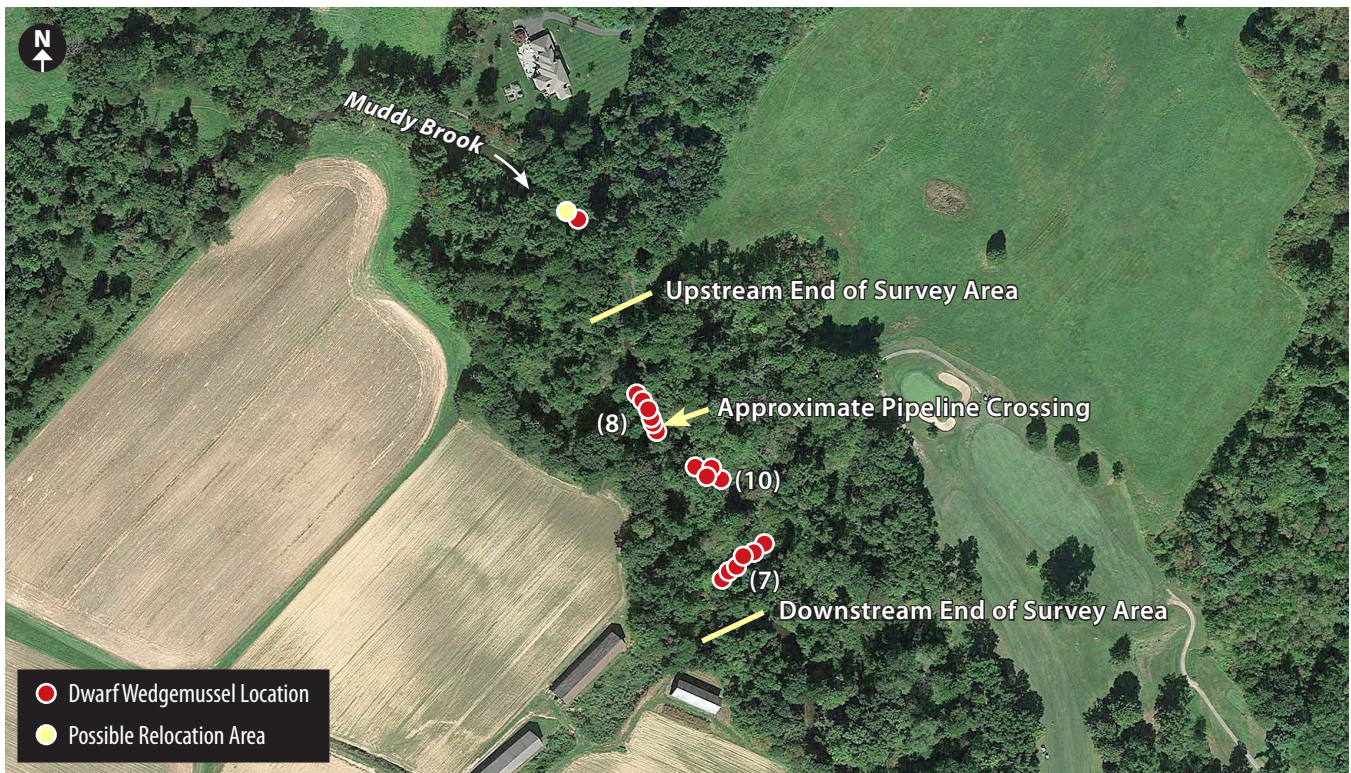 N
Muddy Brook
Upstream End of Survey Area
Approximate Pipeline Crossing
(8)
(10)
(7)
Downstream End of Survey Area
Dwarf Wedgemussel Location
Possible Relocation Area